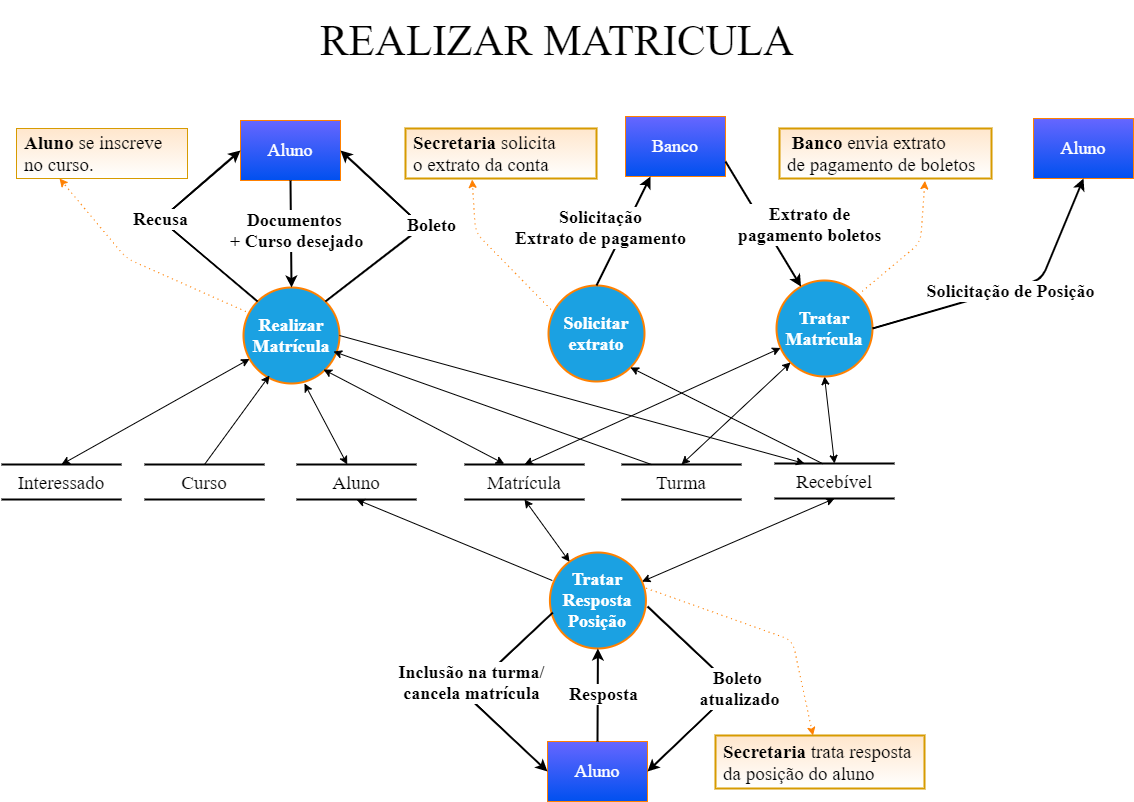 REALIZAR MATRICULA
Aluno se inscreve
no curso.
Aluno
Secretaria solicita
o extrato da conta
Banco
Banco envia extrato
de pagamento de boletos
Aluno
Recusa
Documentos
+ Curso desejado
Boleto
Solicitação
Extrato de pagamento
Extrato de
pagamento boletos
Solicitação de Posição
Realizar
Matrícula
Solicitar
extrato
Tratar
Matrícula
Interessado
Curso
Aluno
Matrícula
Turma
Recebível
Tratar
Resposta
Posição
Inclusão na turma/
cancela matrícula
Resposta
Boleto
atualizado
Aluno
Secretaria trata resposta
da posição do aluno